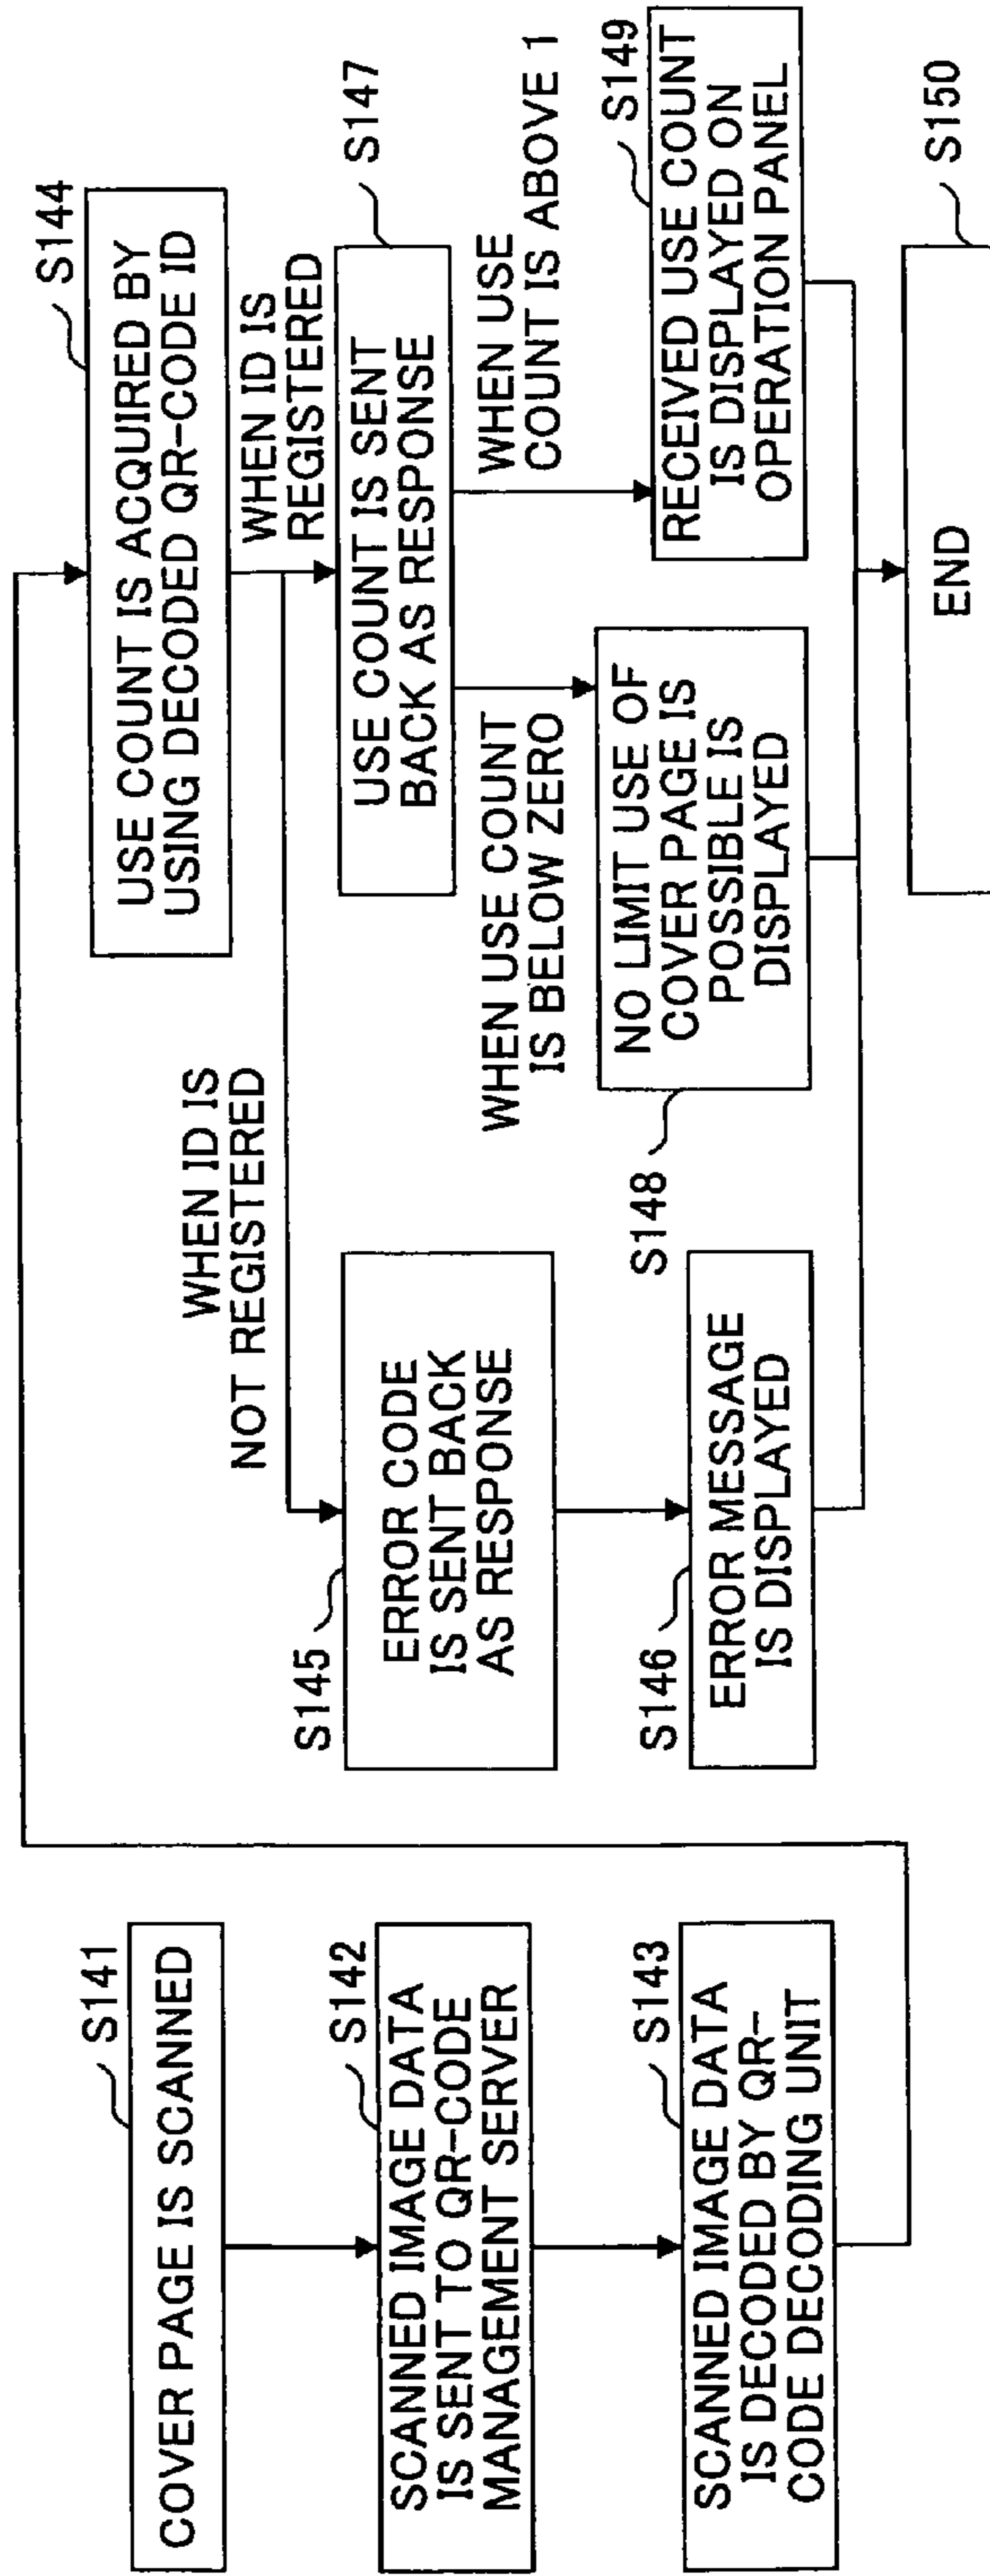 S141
COVER PAGE IS SCANNED
S142
SCANNED IMAGE DATA
IS SENT TO QR-CODE
MANAGEMENT SERVER
S143
SCANNED IMAGE DATA
IS DECODED BY QR-
CODE DECODING UNIT
S144
USE COUNT IS ACQUIRED BY
USING DECODED QR-CODE ID
WHEN ID IS
NOT REGISTERED
WHEN ID IS
REGISTERED
S145
ERROR CODE
IS SENT BACK
AS RESPONSE
S146
ERROR MESSAGE
IS DISPLAYED
S147
USE COUNT IS SENT
BACK AS RESPONSE
WHEN USE COUNT
IS BELOW ZERO
WHEN USE
COUNT IS ABOVE 1
S148
NO LIMIT USE OF
COVER PAGE IS
POSSIBLE IS
DISPLAYED
S149
RECEIVED USE COUNT
IS DISPLAYED ON
OPERATION PANEL
S150
END